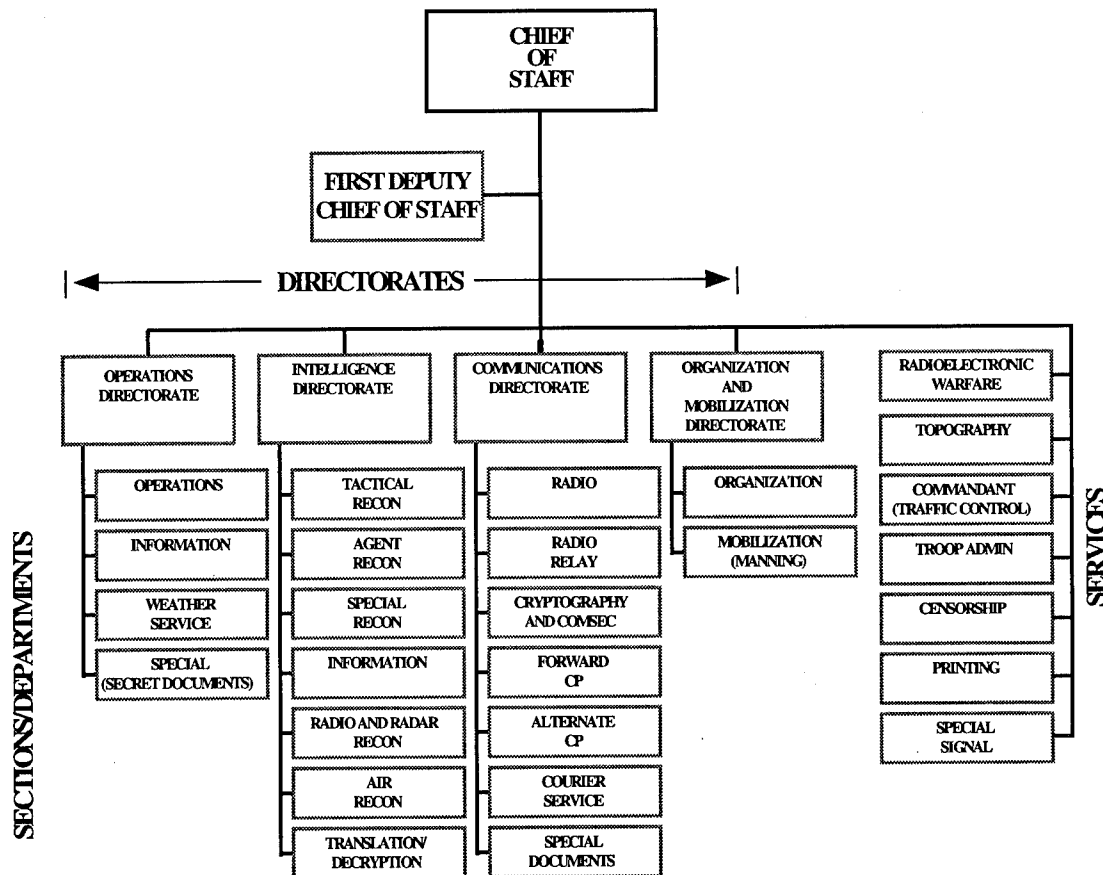 CHIEF
OF
STAFF
FIRST DEPUTY
CHIEF OF STAFF
DIRECTORATES
OPERATIONS
DIRECTORATE
OPERATIONS
INFORMATION
WEATHER
SERVICE
SPECIAL
(SECRET DOCUMENTS)
INTELLIGENCE
DIRECTORATE
TACTICAL
RECON
AGENT
RECON
SPECIAL
RECON
INFORMATION
RADIO AND RADAR
RECON
AIR
RECON
TRANSLATION/
DECRYPTION
COMMUNICATIONS
DIRECTORATE
RADIO
RADIO
RELAY
CRYPTOGRAPHY
AND COMSEC
FORWARD
CP
ALTERNATE
CP
COURIER
SERVICE
SPECIAL
DOCUMENTS
ORGANIZATION
AND
MOBILIZATION
DIRECTORATE
ORGANIZATION
MOBILIZATION
(MANNING)
RADIOELECTRONIC
WARFARE
TOPOGRAPHY
COMMANDANT
(TRAFFIC CONTROL)
TROOP ADMIN
CENSORSHIP
PRINTING
SPECIAL
SIGNAL
SECTIONS/DEPARTMENTS
SERVICES